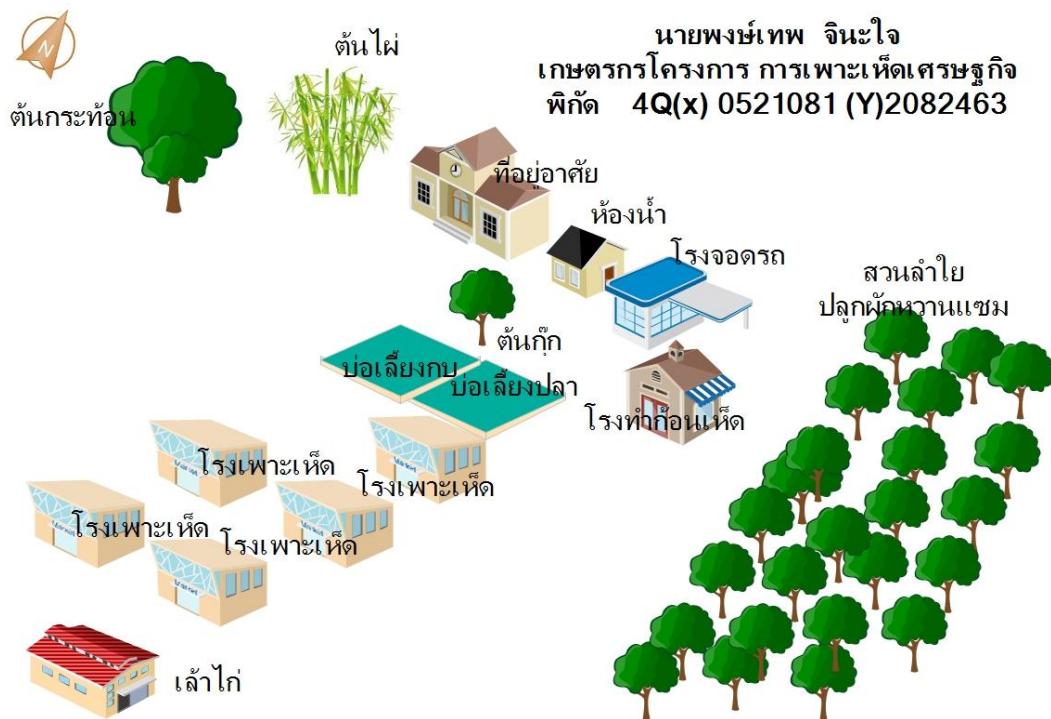 N
ต้นไผ่
นายพงษ์เทพ จินะใจ
เกษตรกรโครงการ การเพาะเห็ดเศรษฐกิจ
พิกัด 4Q(x) 0521081 (Y)2082463
ต้นกระท้อน
ที่อยู่อาศัย
ห้องน้ำ
โรงจอดรถ
สวนลำใย
ปลูกผักหวานแซม
ต้นกุ๊ก
บ่อเลี้ยงกบ
บ่อเลี้ยงปลา
โรงทำก้อนเห็ด
โรงเพาะเห็ด
โรงเพาะเห็ด
โรงเพาะเห็ด
โรงเพาะเห็ด
เล้าไก่